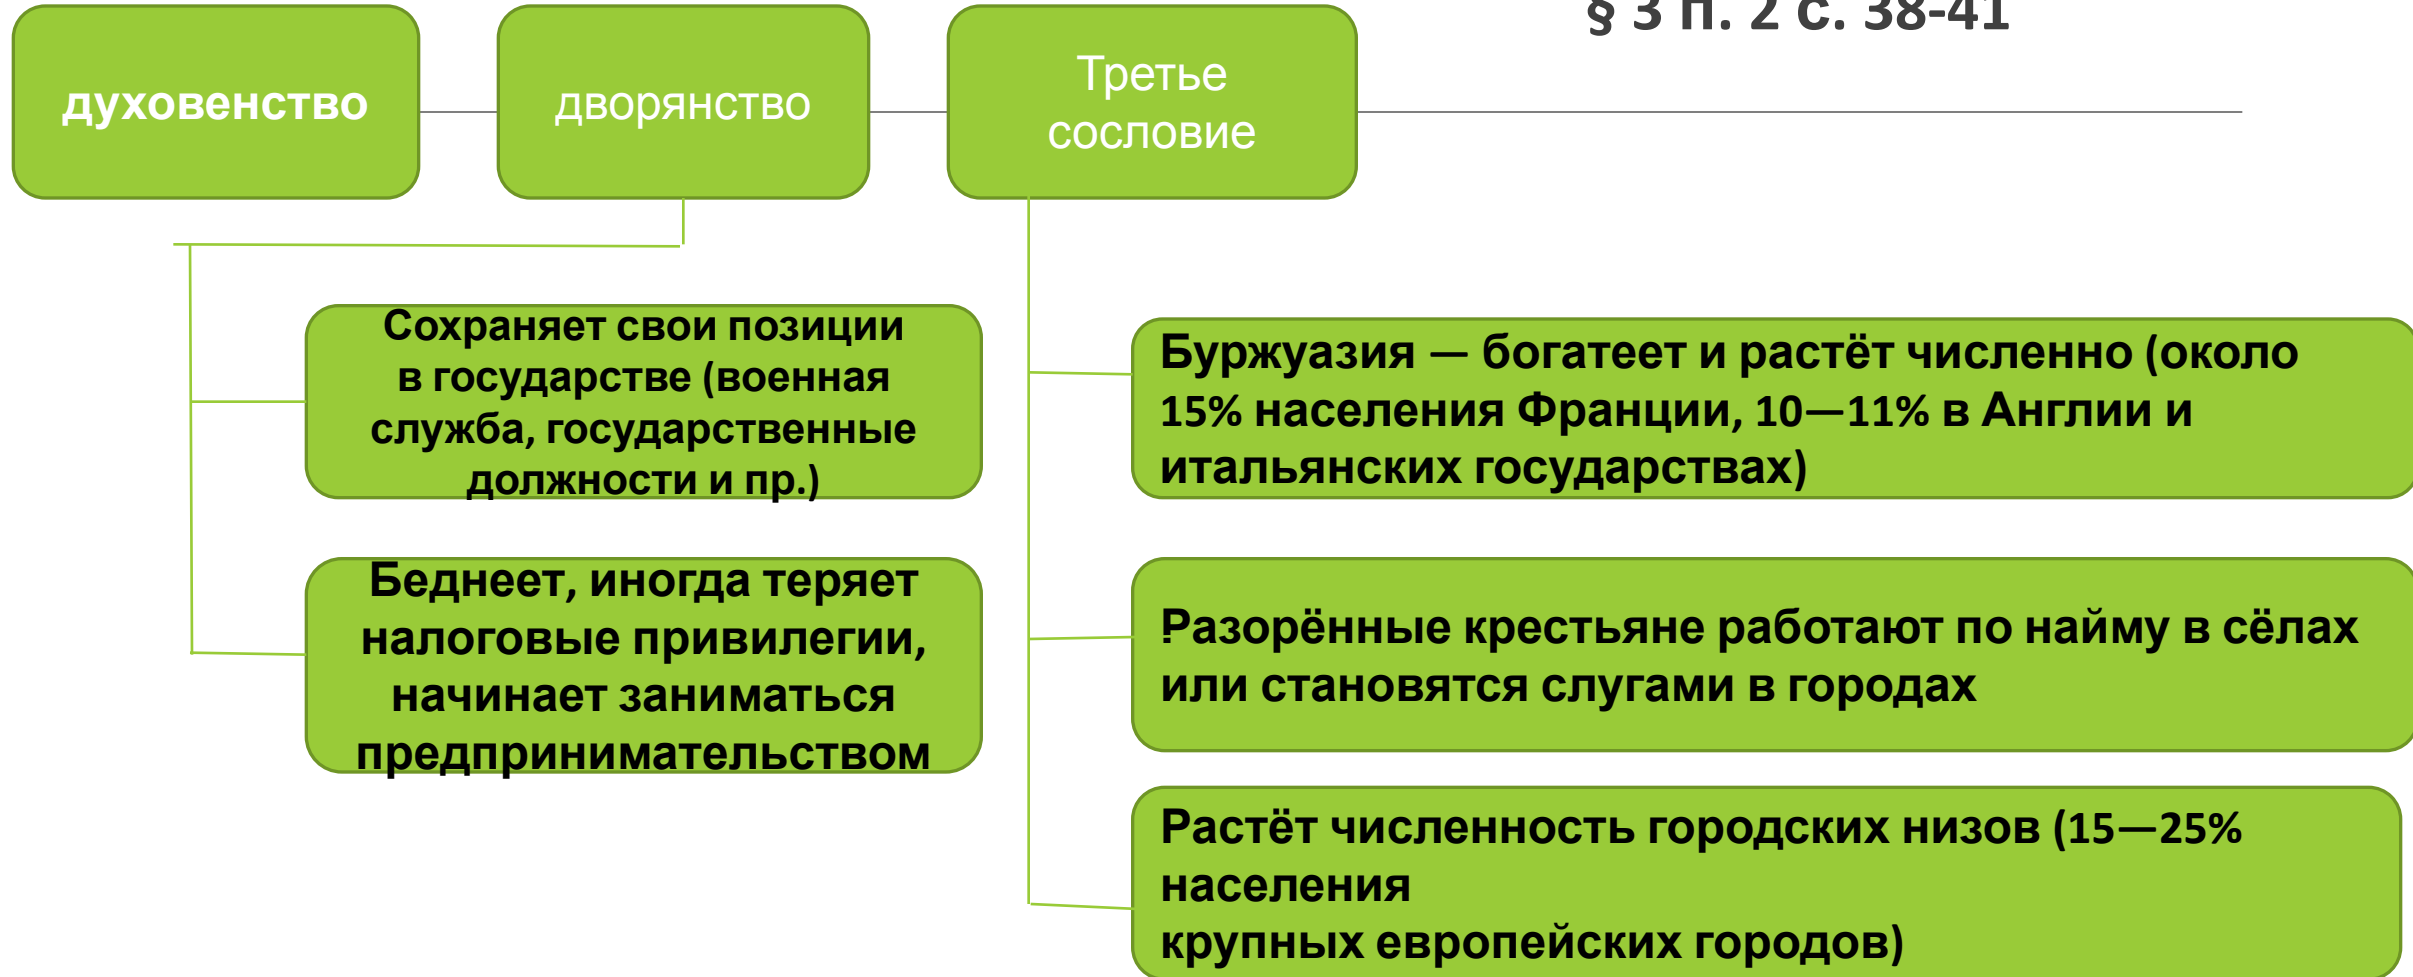 § 3 п. 2 с. 38-41
духовенство
дворянство
Третье
сословие
Сохраняет свои позиции
в государстве (военная
служба, государственные
должности и пр.)
Беднеет, иногда теряет
налоговые привилегии,
начинает заниматься
предпринимательством
Буржуазия — богатеет и растёт численно (около
15% населения Франции, 10—11% в Англии и
итальянских государствах)
Разорённые крестьяне работают по найму в сёлах
или становятся слугами в городах
Растёт численность городских низов (15—25%
населения
крупных европейских городов)